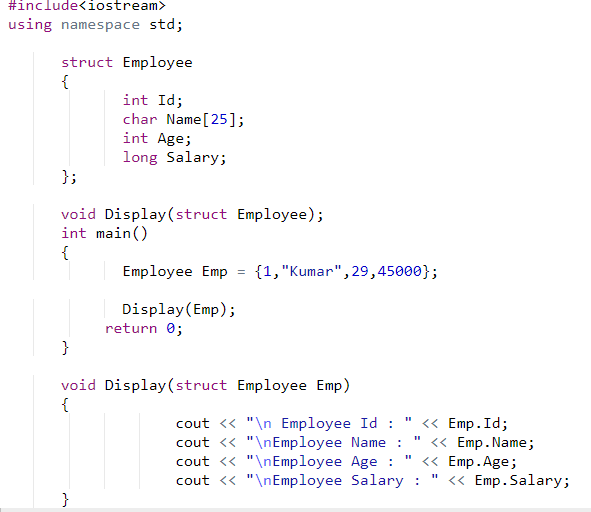 #include<iostream>
using namespace std;
struct Employee
{
int Id;
char Name[25];
int Age;
long Salary;
};
void Display(struct Employee);
int main()
{
Employee Emp = {1,"Kumar",29,45000};
Display(Emp);
return 0;
}
void Display(struct Employee Emp)
{
cout << "\n Employee Id : " << Emp.Id;
cout << "\nEmployee Name : " << Emp.Name;
cout << "\nEmployee Age : " << Emp.Age;
cout << "\nEmployee Salary : " << Emp.Salary;
}